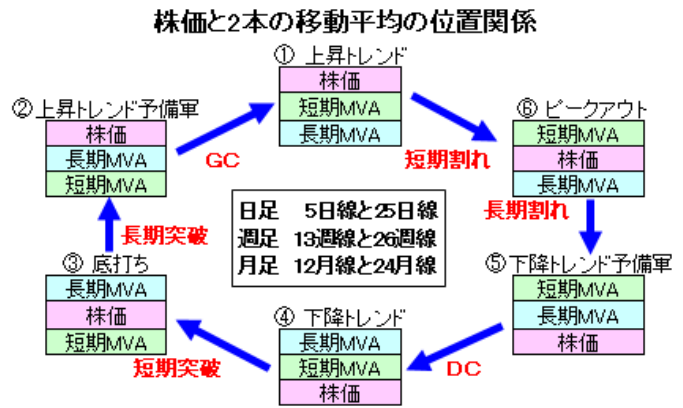 株価と2本の移動平均の位置関係
① 上昇トレンド
株価
短期MVA
長期MVA
② 上昇トレンド予備軍
株価
長期MVA
短期MVA
GC
短期割れ
⑥ ピークアウト
短期MVA
株価
長期MVA
日足 5日線と25日線
週足 13週線と26週線
月足 12月線と24月線
長期突破
長期割れ
③ 底打ち
長期MVA
株価
短期MVA
⑤下降トレンド予備軍
短期MVA
長期MVA
株価
④ 下降トレンド
長期MVA
短期MVA
株価
短期突破
DC